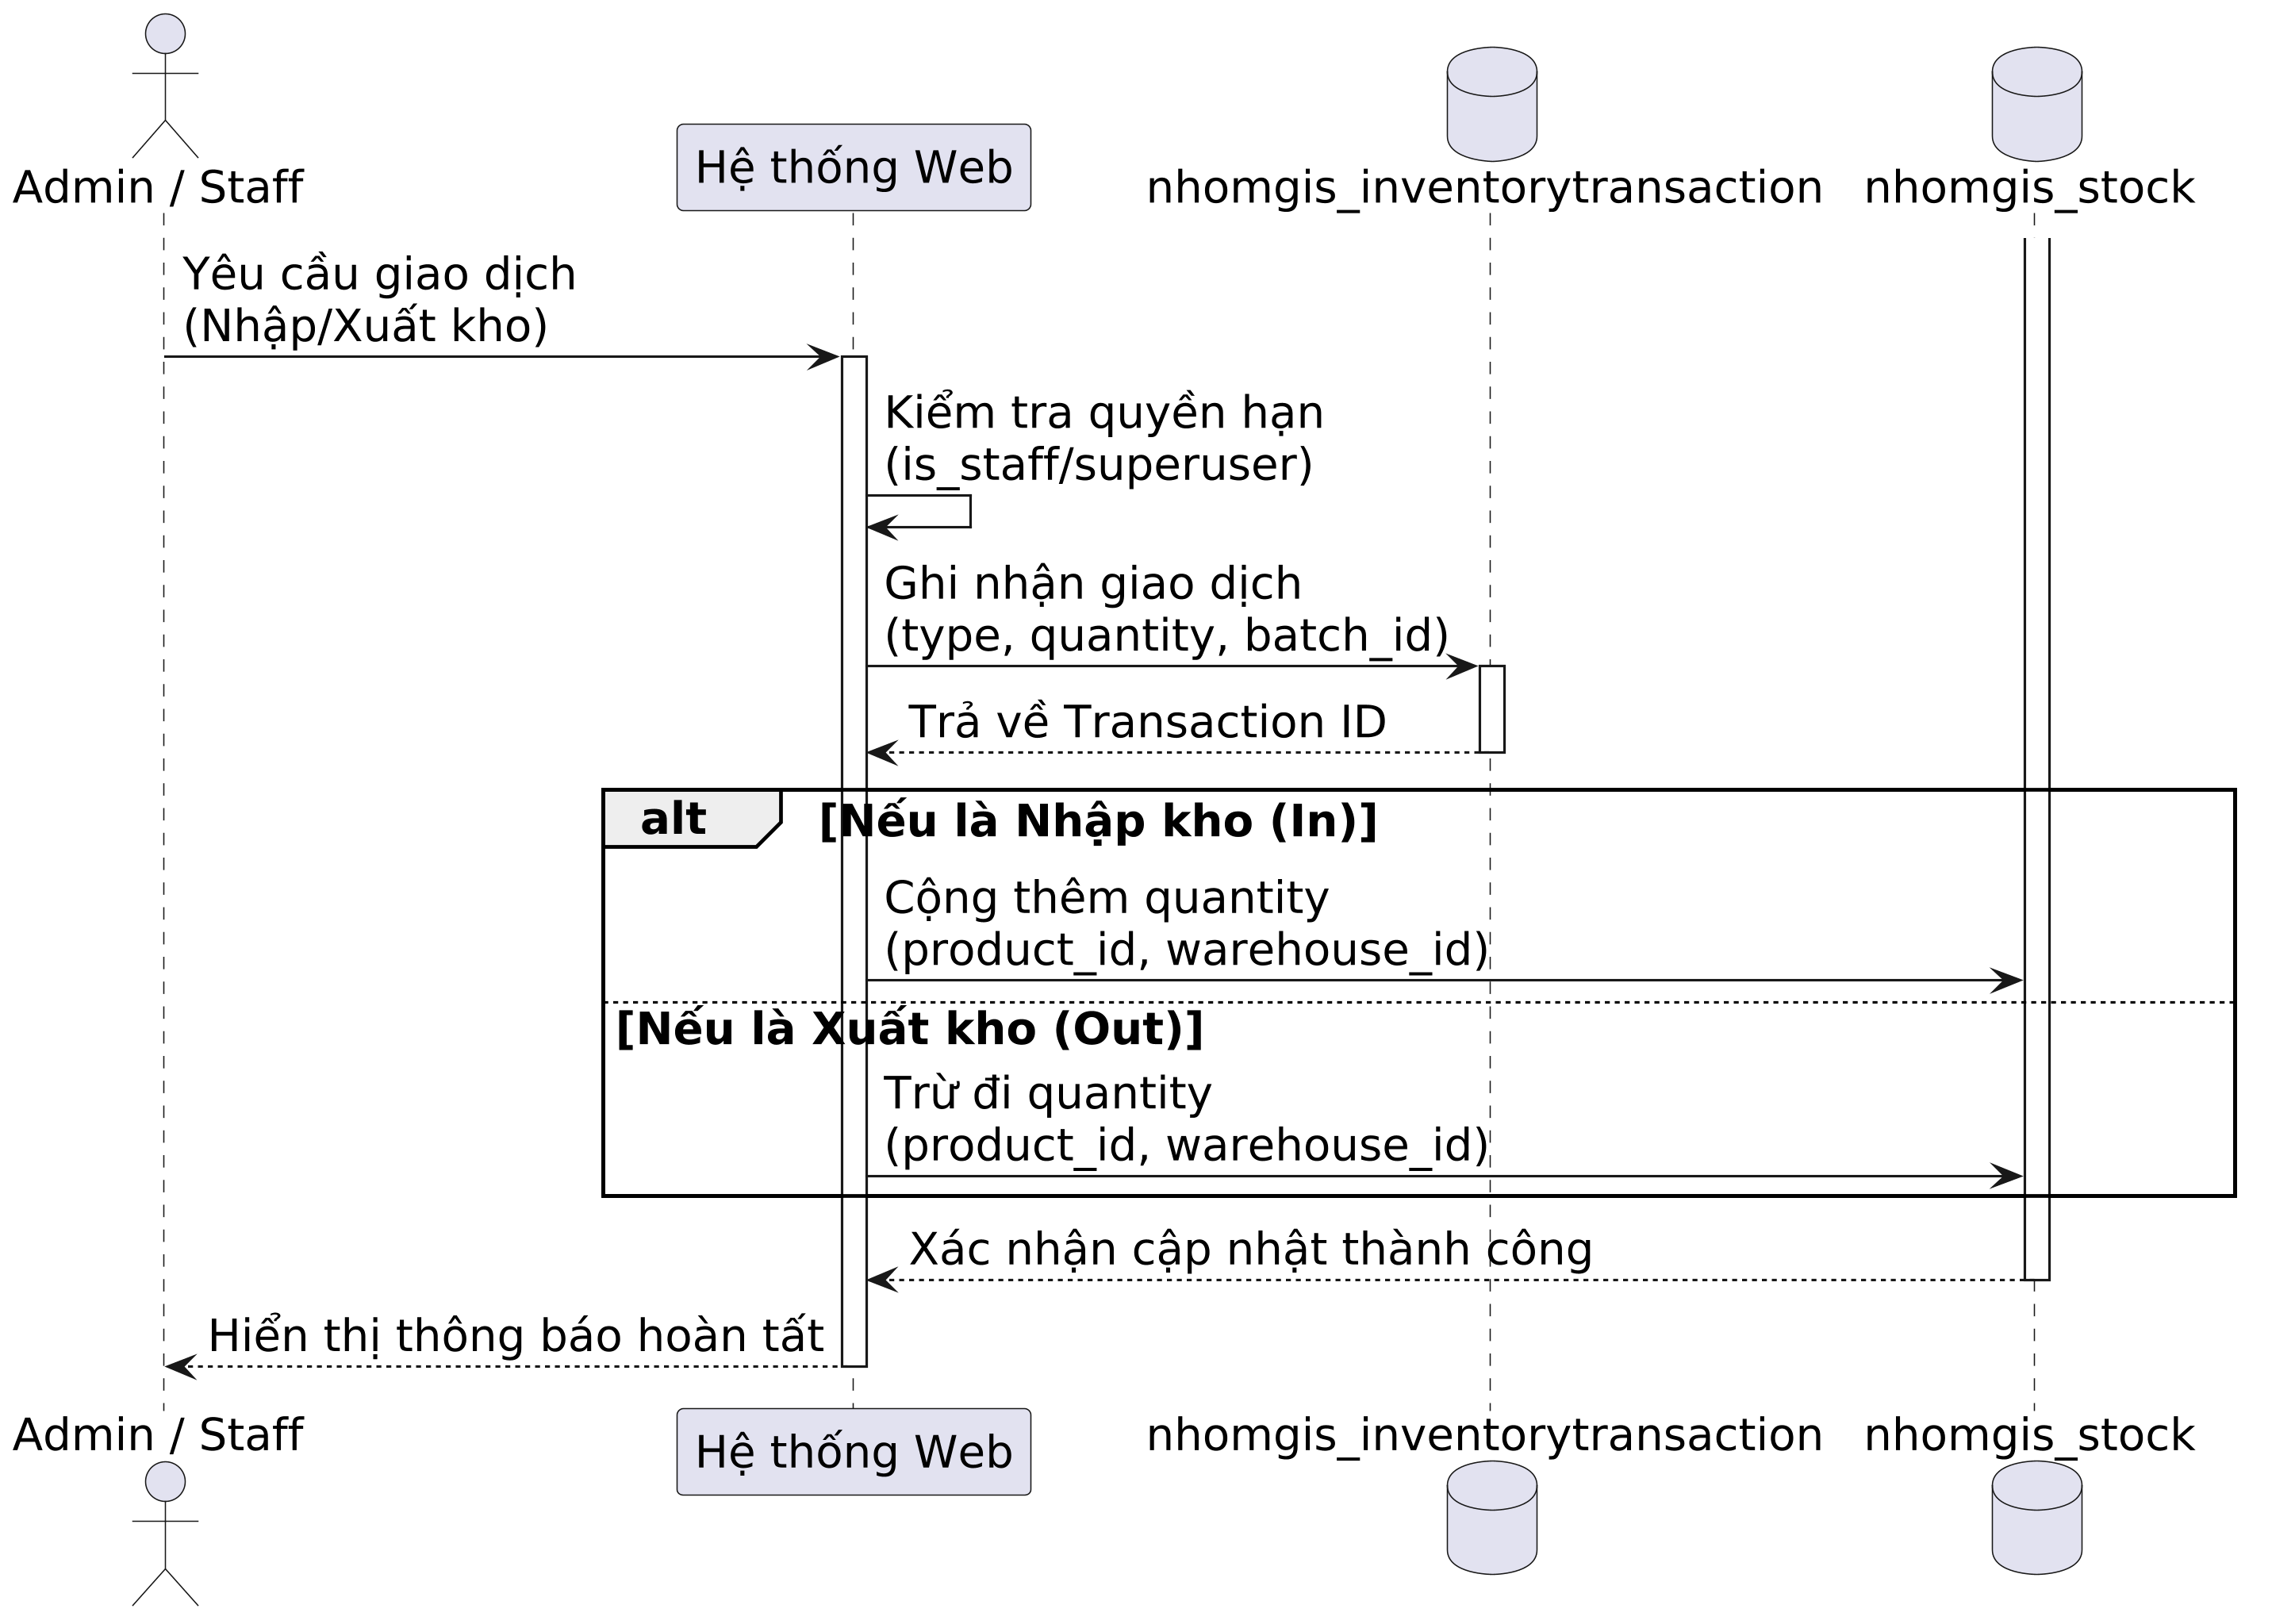 Admin / Staff
Hệ thống Web
nhomgis_inventorytransaction
nhomgis_stock
Yêu cầu giao dịch
(Nhập/Xuất kho)
Kiểm tra quyền hạn
(is_staff/superuser)
Ghi nhận giao dịch
(type, quantity, batch_id)
Trả về Transaction ID
alt
[Nếu là Nhập kho (In)]
Cộng thêm quantity
(product_id, warehouse_id)
[Nếu là Xuất kho (Out)]
Trừ đi quantity
(product_id, warehouse_id)
Xác nhận cập nhật thành công
Hiển thị thông báo hoàn tất
Admin / Staff
Hệ thống Web
nhomgis_inventorytransaction
nhomgis_stock